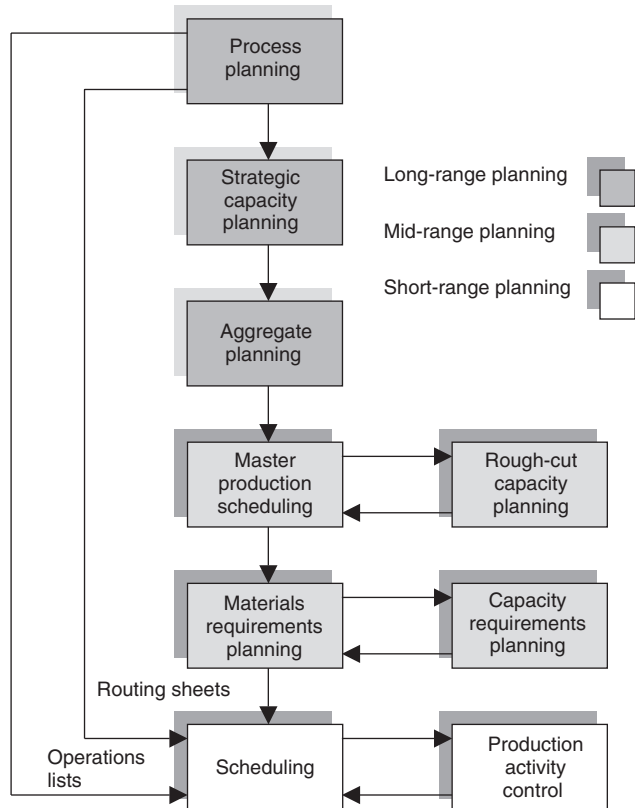 Process
planning
Strategic
capacity
planning
Long-range planning
Mid-range planning
Short-range planning
Aggregate
planning
Master
production
scheduling
Rough-cut
capacity
planning
Materials
requirements
planning
Capacity
requirements
planning
Routing sheets
Operations
lists
Scheduling
Production
activity
control